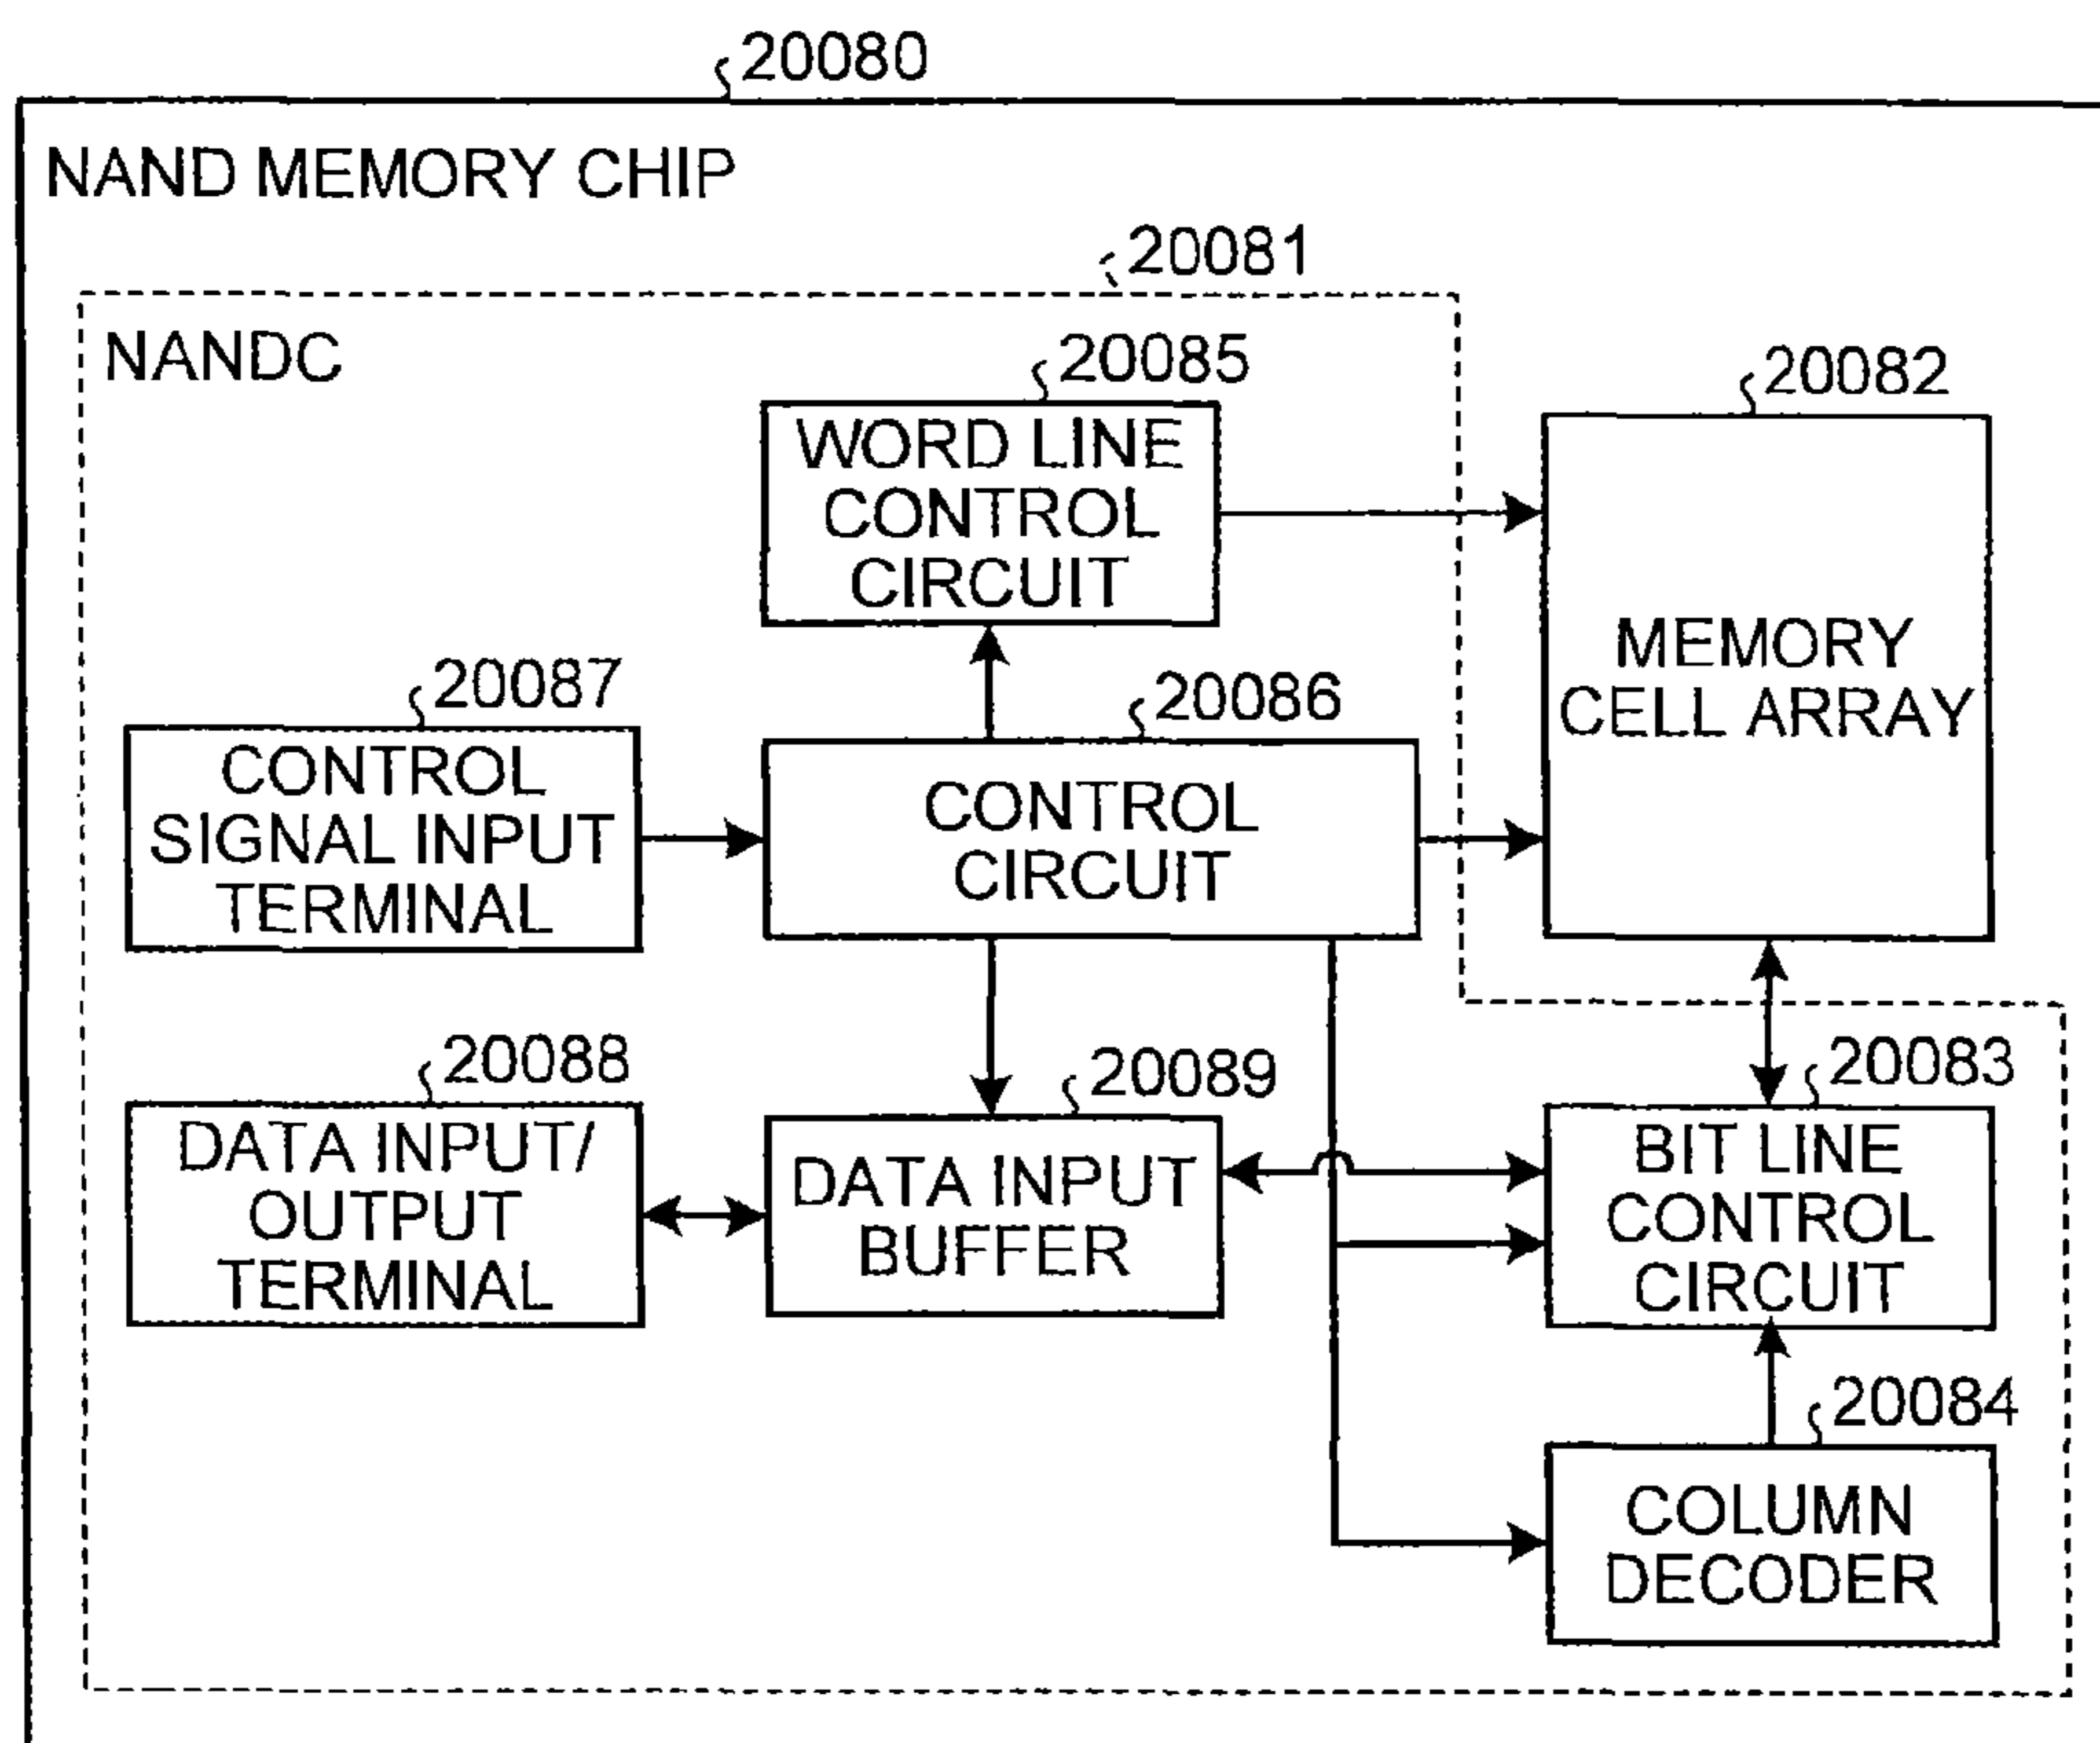 20080
NAND MEMORY CHIP
20081
NANDC
20085
WORD LINE
CONTROL
CIRCUIT
20082
MEMORY
CELL ARRAY
20087
CONTROL
SIGNAL INPUT
TERMINAL
20086
CONTROL
CIRCUIT
20088
DATA INPUT/
OUTPUT
TERMINAL
20089
DATA INPUT
BUFFER
20083
BIT LINE
CONTROL
CIRCUIT
20084
COLUMN
DECODER